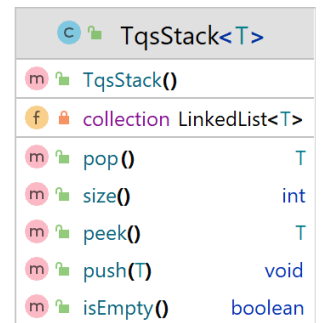 C TqsStack<T>
m TqsStack()
f collection LinkedList<T>
m pop() T
m size() int
m peek() T
m push(T) void
m isEmpty() boolean